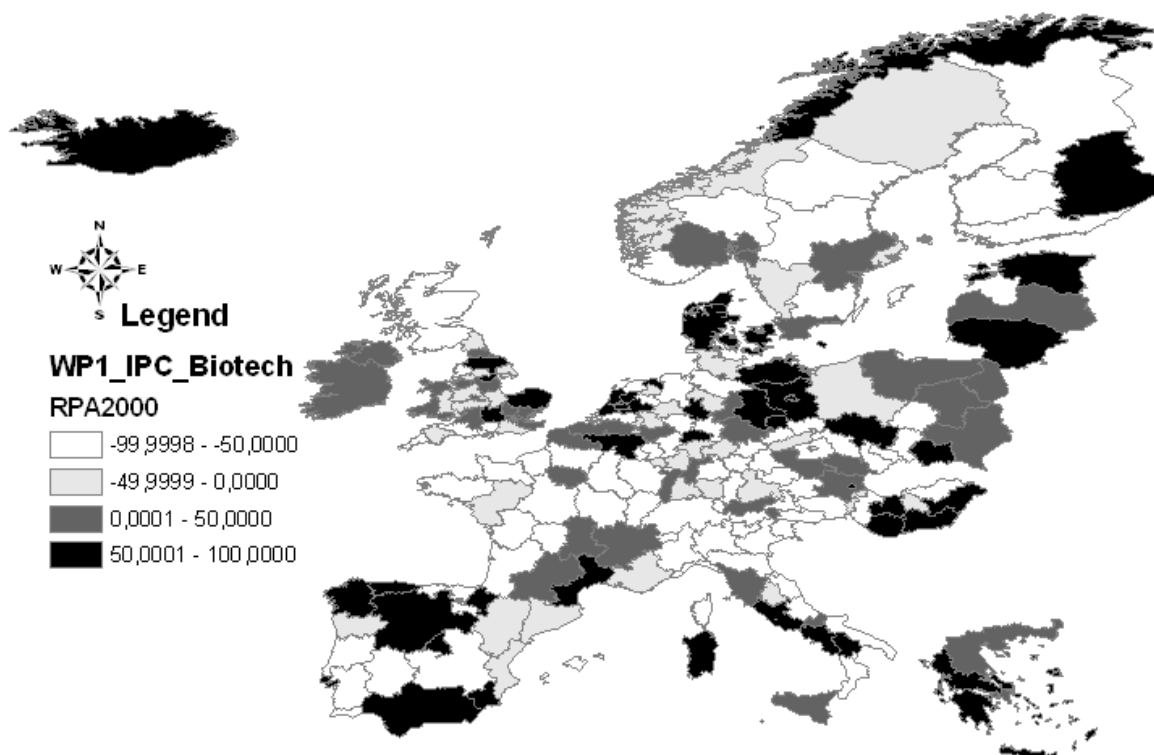 N
W E
S
Legend
WP1_IPC_Biotech
RPA2000
-99,9998 - -50,0000
-49,9999 - 0,0000
0,0001 - 50,0000
50,0001 - 100,0000